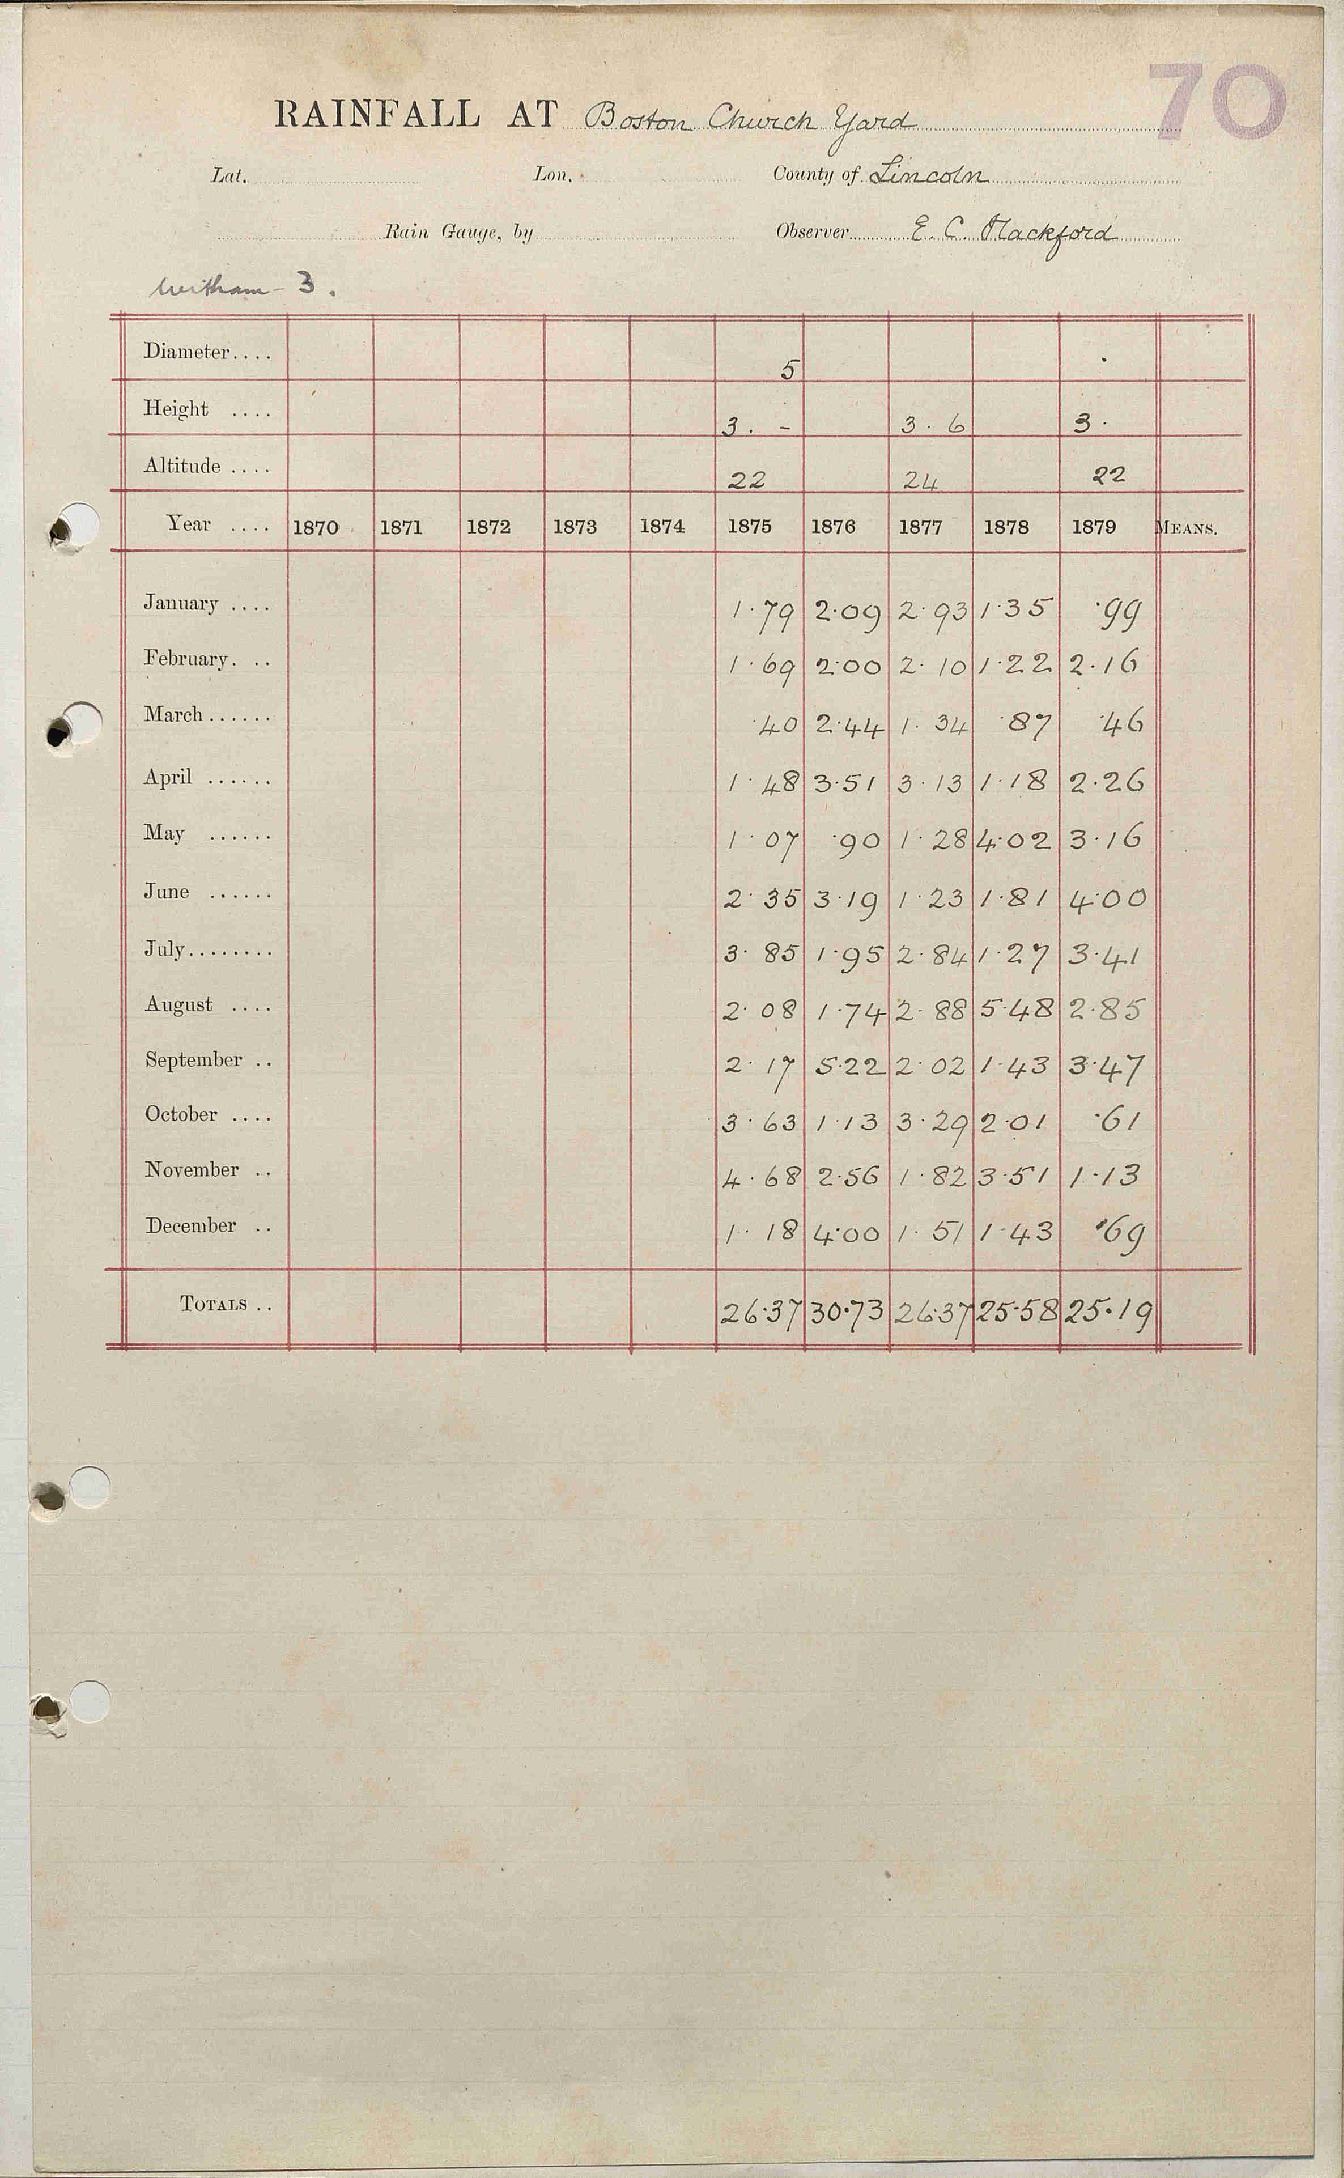 70
RAINFALL AT Boston Church Yard
Lat. Lon. County of Lincoln
Rain Gauge, by Observer E. C. Hackford
Witham - 3.
Diameter.... 5
Height .... 3. - 3. 6 3.
Altitude .... 22 24 22
Year .... 1870 1871 1872 1873 1874 1875 1876 1877 1878 1879 MEANS.
January .... 1.79 2.09 2.93 1.35 .99
February. .. 1.69 2.00 2.10 1.22 2.16
March...... .40 2.44 1.34 .87 .46
April ...... 1.48 3.51 3.13 1.18 2.26
May ...... 1.07 .90 1.28 4.02 3.16
June ...... 2.35 3.19 1.23 1.81 4.00
July........ 3.85 1.95 2.84 1.27 3.41
August .... 2.08 1.74 2.88 5.48 2.85
September .. 2.17 5.22 2.02 1.43 3.47
October .... 3.63 1.13 3.29 2.01 .61
November .. 4.68 2.56 1.82 3.51 1.13
December .. 1.18 4.00 1.51 1.43 .69
TOTALS .. 26.37 30.73 26.37 25.58 25.19